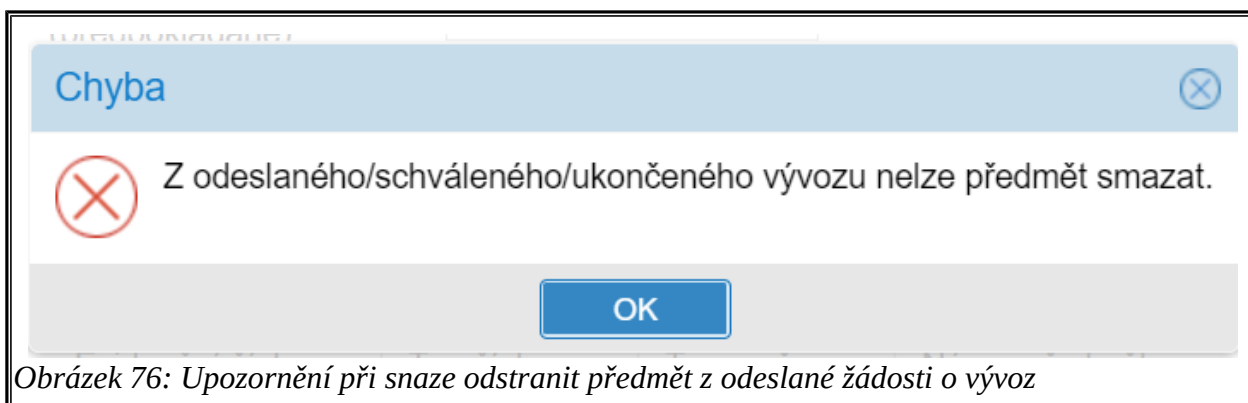 Chyba
Z odeslaného/schváleného/ukončeného vývozu nelze předmět smazat.
OK
Obrázek 76: Upozornění při snaze odstranit předmět z odeslané žádosti o vývoz